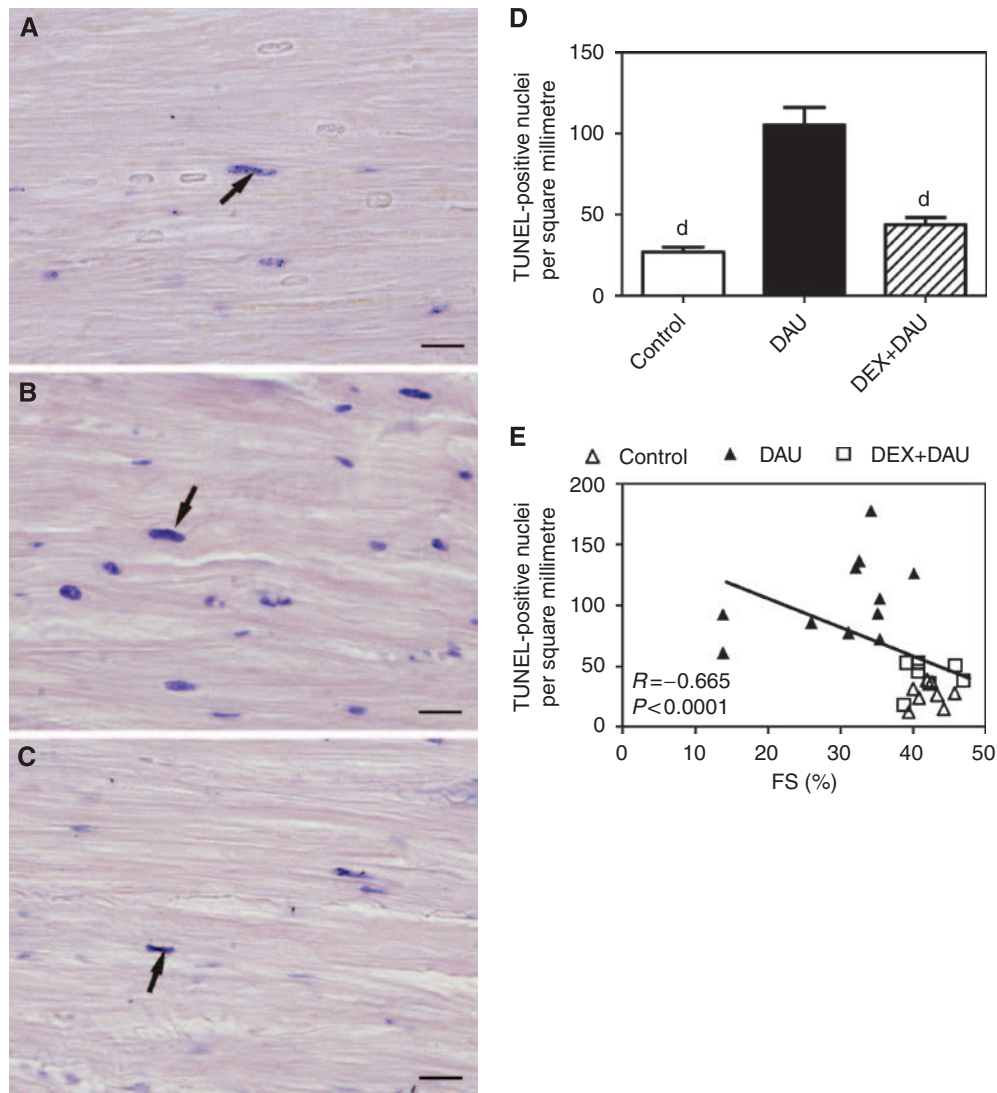 A
B
C
D
TUNEL-positive nuclei
per square millimetre
150
100
50
0
d
d
Control
DAU
DEX+DAU
E
Control
DAU
DEX+DAU
TUNEL-positive nuclei
per square millimetre
200
150
100
50
0
R=−0.665
P<0.0001
0
10
20
30
40
50
FS (%)